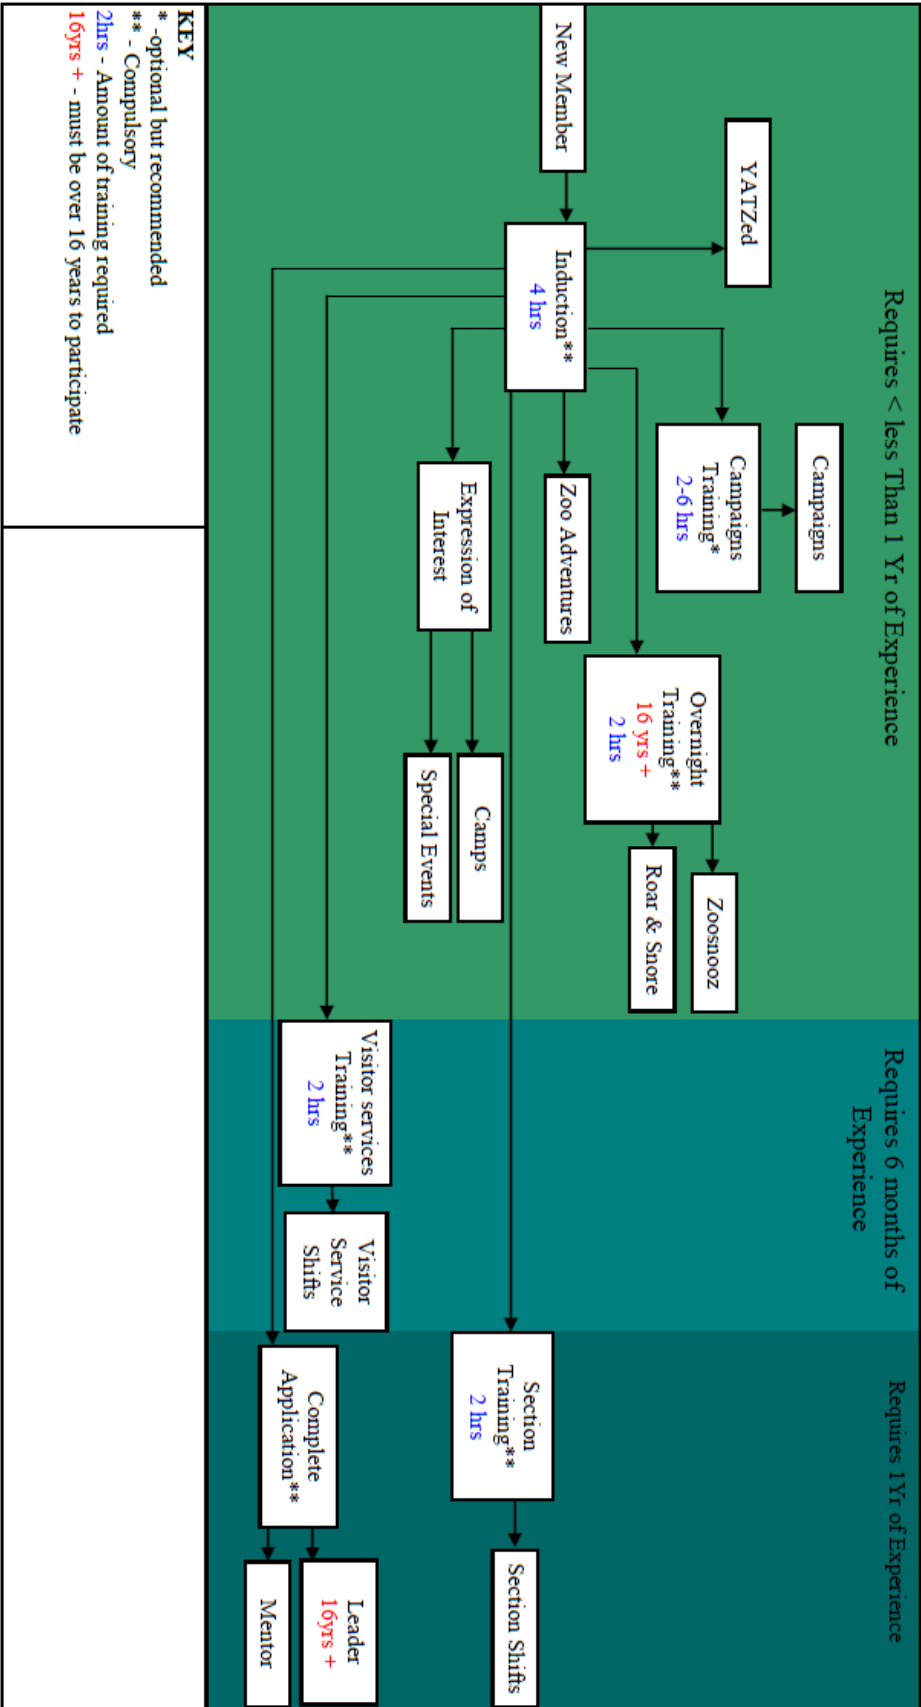 Requires < less Than 1 Yr of Experience
Requires 6 months of
Experience
Requires 1Yr of Experience
YATZed
Campaigns
Campaigns
Training*
2-6 hrs
Zoosnooz
Overnight
Training**
16 yrs +
2 hrs
Roar & Snore
New Member
Induction**
4 hrs
Zoo Adventures
Expression of
Interest
Camps
Special Events
Section
Training**
2 hrs
Section Shifts
Visitor services
Training**
2 hrs
Visitor
Service
Shifts
Complete
Application**
Leader
16yrs +
Mentor
KEY
* -optional but recommended
** - Compulsory
2hrs - Amount of training required
16yrs + - must be over 16 years to participate